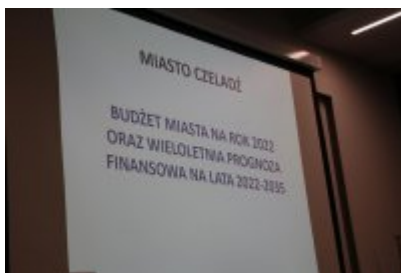 MIASTO CZELADŹ
BUDŻET MIASTA NA ROK 2022
ORAZ WIELOLETNIA PROGNOZA
FINANSOWA NA LATA 2022-2035